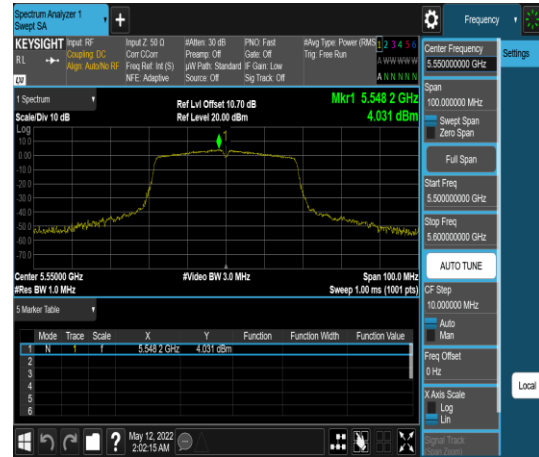 Spectrum Analyzer 1
Swept SA
+
Frequency
KEYSIGHT
RL
Input: RF
Coupling: DC
Align: Auto/No RF
Input Z: 50 Ω
Corr CCorr
Freq Ref: Int (S)
NFE: Adaptive
#Atten: 30 dB
Preamp: Off
µW Path: Standard
Source: Off
PNO: Fast
Gate: Off
IF Gain: Low
Sig Track: Off
#Avg Type: Power (RMS
Trig: Free Run
1 2 3 4 5 6
A W W W W W
A N N N N N
Settings
Center Frequency
5.550000000 GHz
Span
100.000000 MHz
Swept Span
Zero Span
Full Span
Start Freq
5.500000000 GHz
Stop Freq
5.600000000 GHz
AUTO TUNE
CF Step
10.000000 MHz
Auto
Man
Freq Offset
0 Hz
X Axis Scale
Log
Lin
Signal Track
(Span Zoom)
Local
1 Spectrum
Scale/Div 10 dB
Ref Lvl Offset 10.70 dB
Ref Level 20.00 dBm
Mkr1 5.548 2 GHz
4.031 dBm
Log
10.0
0.00
-10.0
-20.0
-30.0
-40.0
-50.0
-60.0
-70.0
1
Center 5.55000 GHz
#Res BW 1.0 MHz
#Video BW 3.0 MHz
Span 100.0 MHz
Sweep 1.00 ms (1001 pts)
5 Marker Table
Mode Trace Scale X Y Function Function Width Function Value
1 N 1 f 5.548 2 GHz 4.031 dBm
2
3
4
5
6
?
May 12, 2022
2:02:15 AM